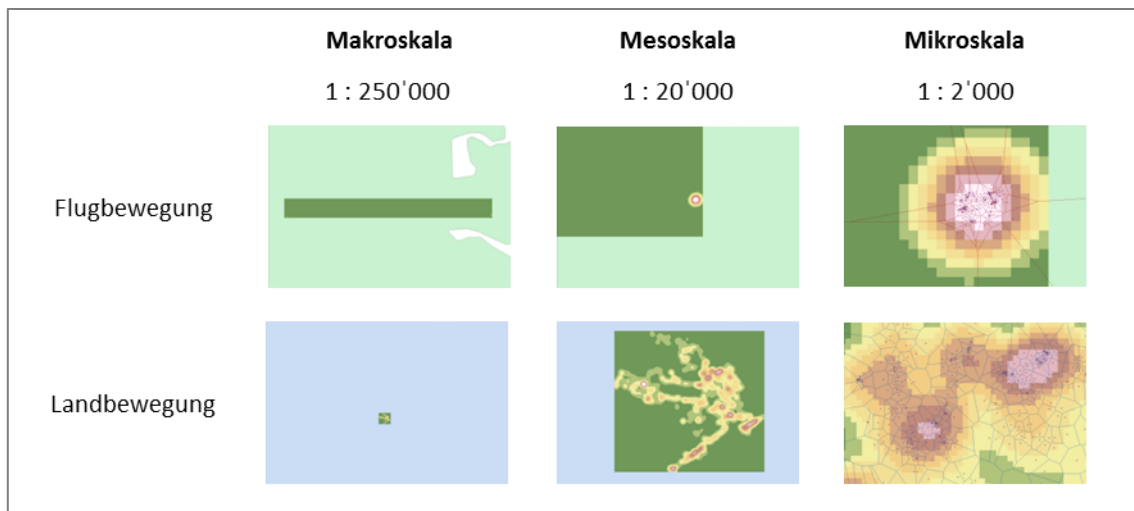 Makroskala Mesoskala Mikroskala
1 : 250'000 1 : 20'000 1 : 2'000
Flugbewegung
Landbewegung